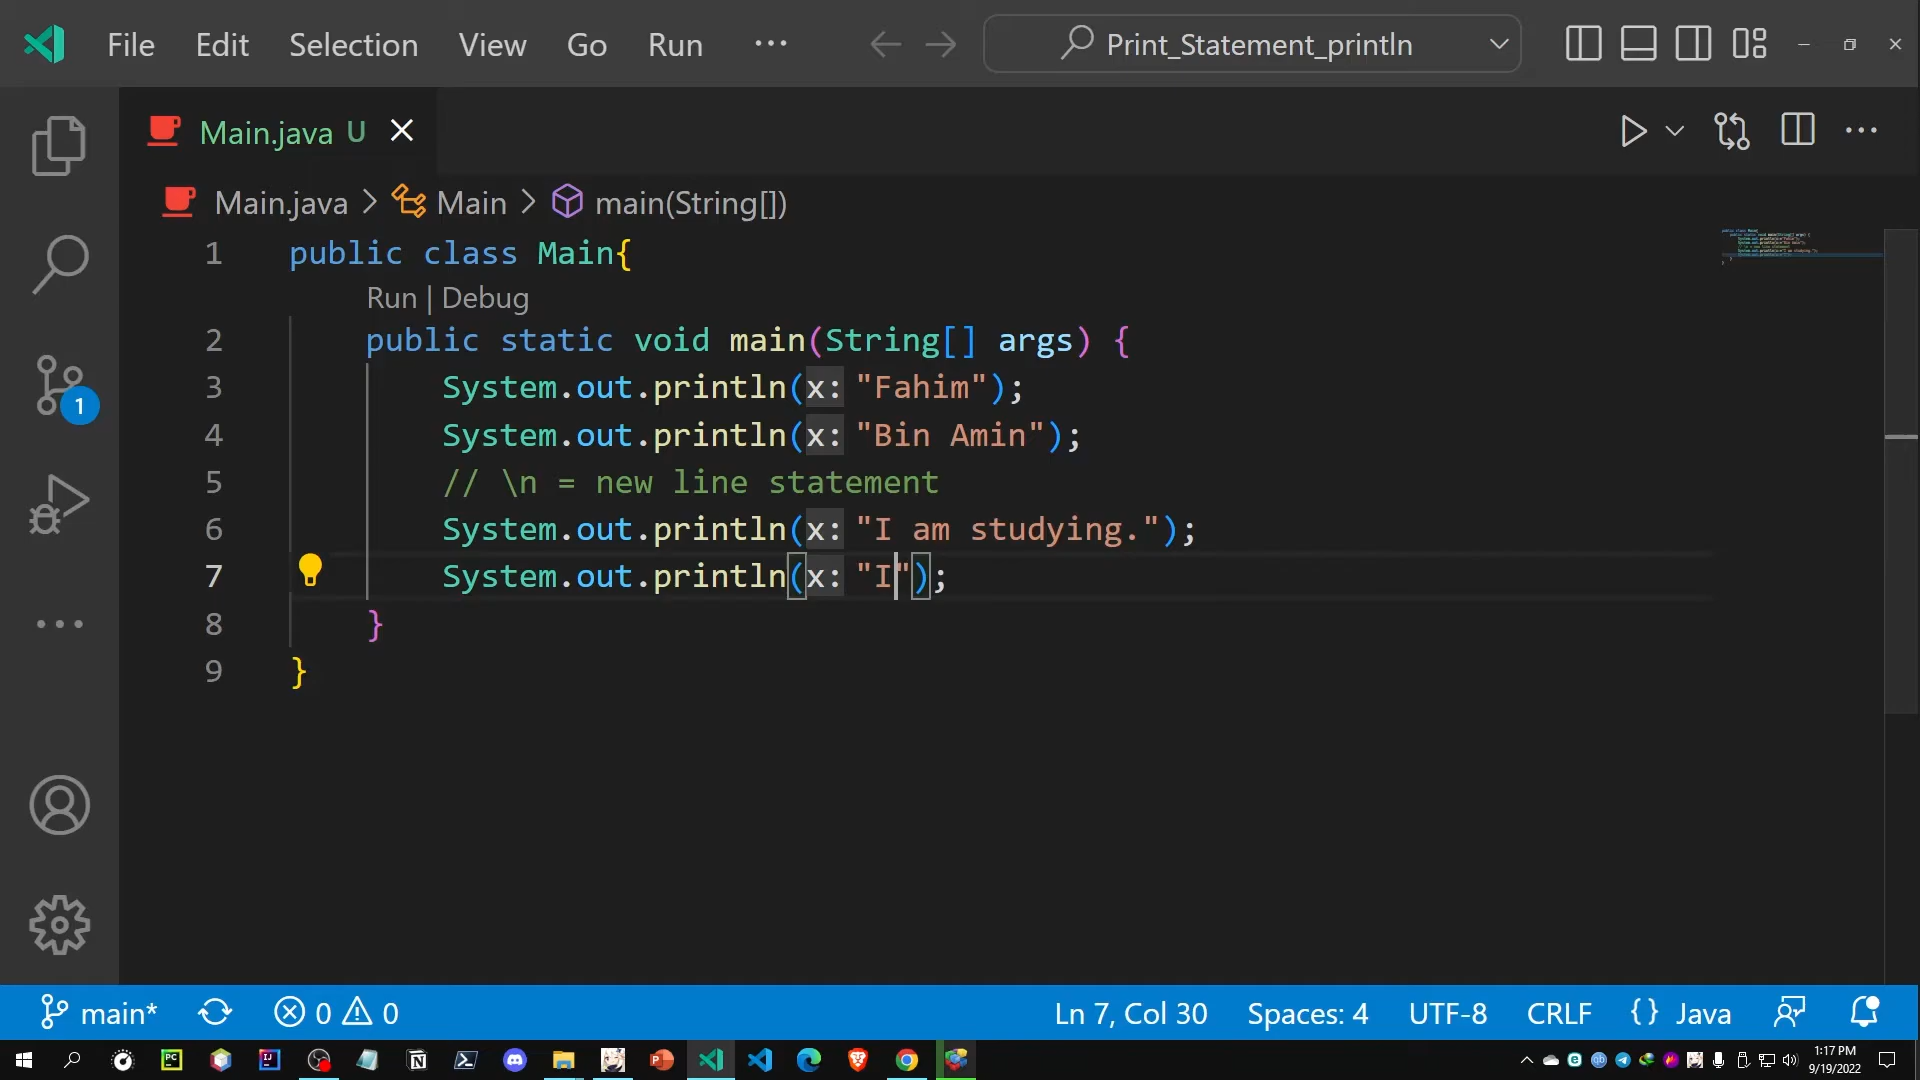 File Edit Selection View Go Run ··· Print_Statement_println
Main.java U
Main.java > Main > main(String[])
1 public class Main{
Run | Debug
2 public static void main(String[] args) {
3 System.out.println(x: "Fahim");
4 System.out.println(x: "Bin Amin");
5 // \n = new line statement
6 System.out.println(x: "I am studying.");
7 System.out.println(x: "I");
8 }
9 }
1
main* 0 0 Ln 7, Col 30 Spaces: 4 UTF-8 CRLF {} Java
1:17 PM
9/19/2022